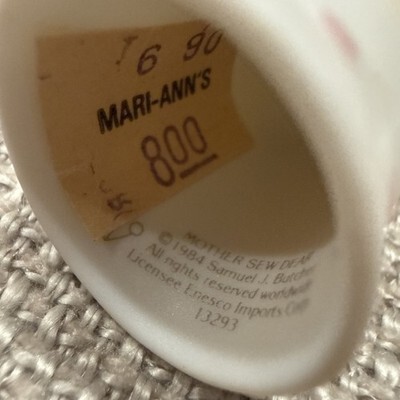 6 90
MARI-ANN'S
800
MOTHER SEW DEAR
©1984 Samuel J. Butcher
All rights reserved worldwide
Licensee Enesco Imports Corp.
13293